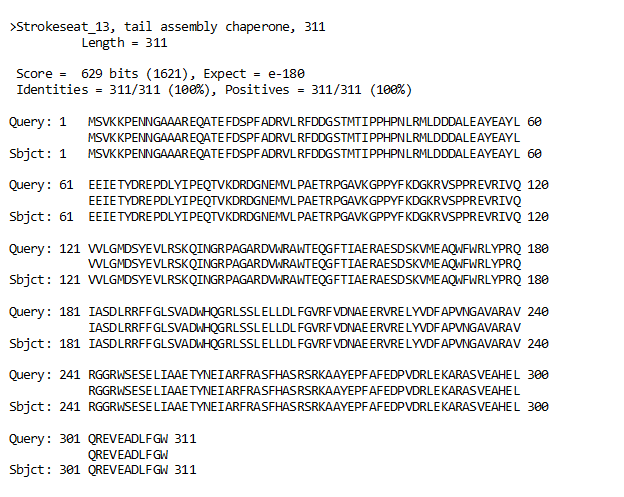 >Strokeseat_13, tail assembly chaperone, 311
Length = 311
Score = 629 bits (1621), Expect = e-180
Identities = 311/311 (100%), Positives = 311/311 (100%)
Query: 1 MSVKKPENNGAAAREQATEFDSPFADRVLRFDDGSTMTIPPHPNLRMLDDDALEAYEAYL 60
MSVKKPENNGAAAREQATEFDSPFADRVLRFDDGSTMTIPPHPNLRMLDDDALEAYEAYL
Sbjct: 1 MSVKKPENNGAAAREQATEFDSPFADRVLRFDDGSTMTIPPHPNLRMLDDDALEAYEAYL 60
Query: 61 EEIETYDREPDLYIPEQTVKDRDGNEMVLPAETRPGAVKGPPYFKDGKRVSPPREVRIVQ 120
EEIETYDREPDLYIPEQTVKDRDGNEMVLPAETRPGAVKGPPYFKDGKRVSPPREVRIVQ
Sbjct: 61 EEIETYDREPDLYIPEQTVKDRDGNEMVLPAETRPGAVKGPPYFKDGKRVSPPREVRIVQ 120
Query: 121 VVLGMDSYEVLRSKQINGRPAGARDVWRAWTEQGFTIAERAESDSKVMEAQWFWRLYPRQ 180
VVLGMDSYEVLRSKQINGRPAGARDVWRAWTEQGFTIAERAESDSKVMEAQWFWRLYPRQ
Sbjct: 121 VVLGMDSYEVLRSKQINGRPAGARDVWRAWTEQGFTIAERAESDSKVMEAQWFWRLYPRQ 180
Query: 181 IASDLRRFFGLSVADWHQGRLSSLELLDLFGVRFVDNAEERVRELYVDFAPVNGAVARAV 240
IASDLRRFFGLSVADWHQGRLSSLELLDLFGVRFVDNAEERVRELYVDFAPVNGAVARAV
Sbjct: 181 IASDLRRFFGLSVADWHQGRLSSLELLDLFGVRFVDNAEERVRELYVDFAPVNGAVARAV 240
Query: 241 RGGRWSESELIAAETYNEIARFRASFHASRSRKAAYEPFAFEDPVDRLEKARASVEAHEL 300
RGGRWSESELIAAETYNEIARFRASFHASRSRKAAYEPFAFEDPVDRLEKARASVEAHEL
Sbjct: 241 RGGRWSESELIAAETYNEIARFRASFHASRSRKAAYEPFAFEDPVDRLEKARASVEAHEL 300
Query: 301 QREVEADLFGW 311
QREVEADLFGW
Sbjct: 301 QREVEADLFGW 311